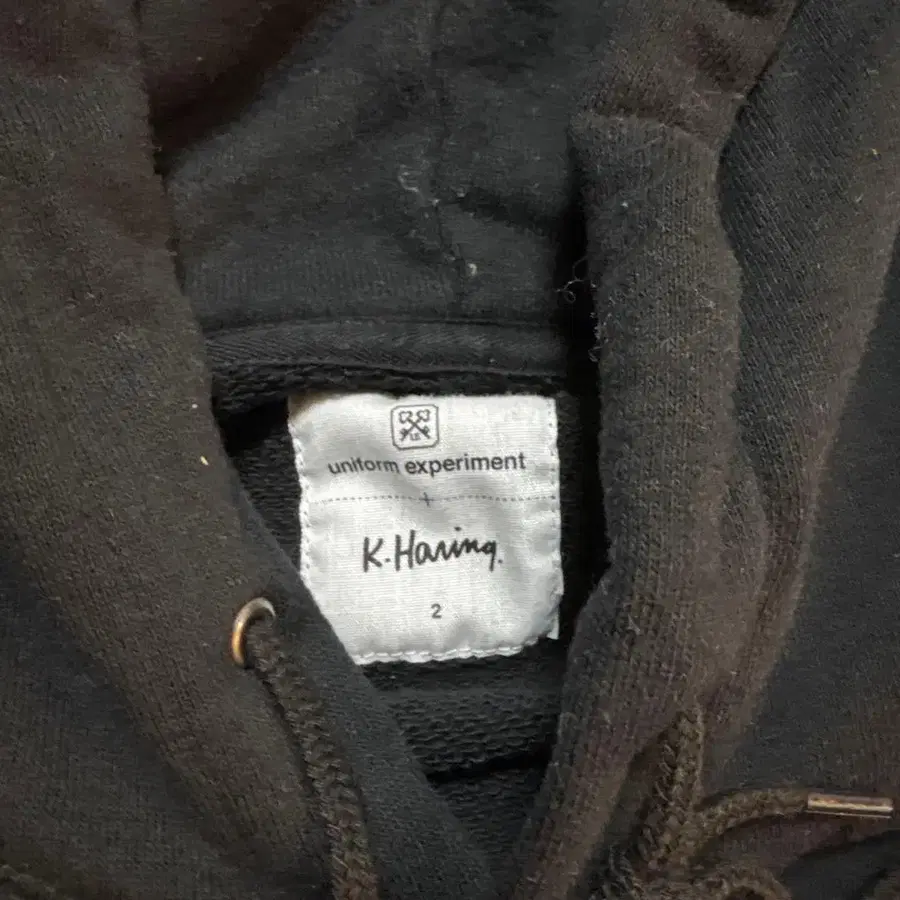 uniform experiment
+
K.Haring.
2